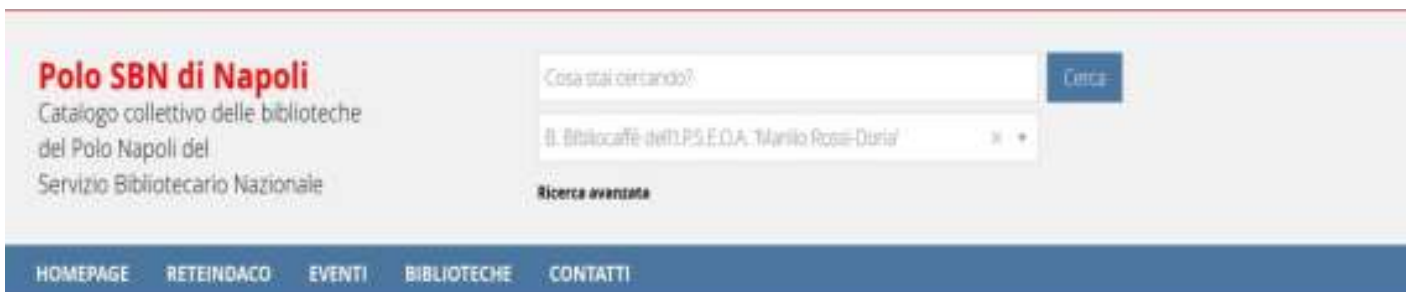 Polo SBN di Napoli
Catalogo collettivo delle biblioteche
del Polo Napoli del
Servizio Bibliotecario Nazionale
Cosa stai cercando?
Cerca
B. Bibliocaffè dell'I.P.S.E.O.A. 'Manlio Rossi-Doria'
Ricerca avanzata
HOMEPAGE RETEINDACO EVENTI BIBLIOTECHE CONTATTI